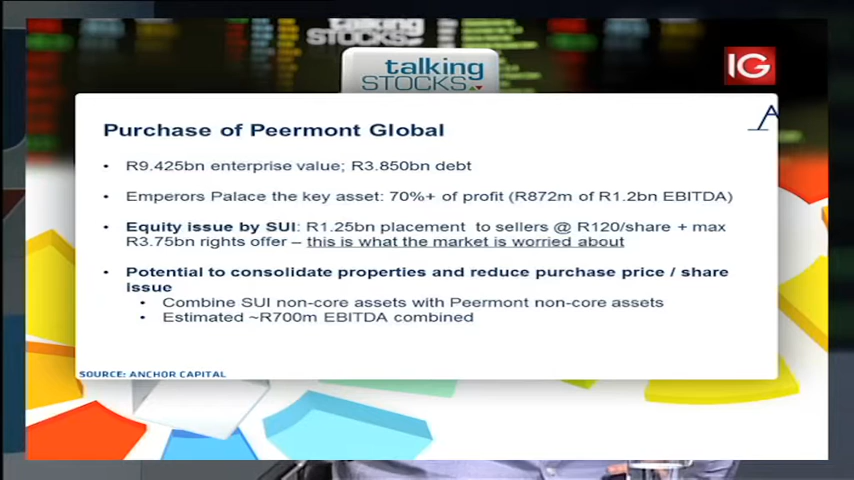 talking
STOCKS
talking
STOCKS
IG
A
Purchase of Peermont Global
• R9.425bn enterprise value; R3.850bn debt
• Emperors Palace the key asset: 70%+ of profit (R872m of R1.2bn EBITDA)
• Equity issue by SUI: R1.25bn placement to sellers @ R120/share + max
R3.75bn rights offer – this is what the market is worried about
• Potential to consolidate properties and reduce purchase price / share
issue
• Combine SUI non-core assets with Peermont non-core assets
• Estimated ~R700m EBITDA combined
SOURCE: ANCHOR CAPITAL